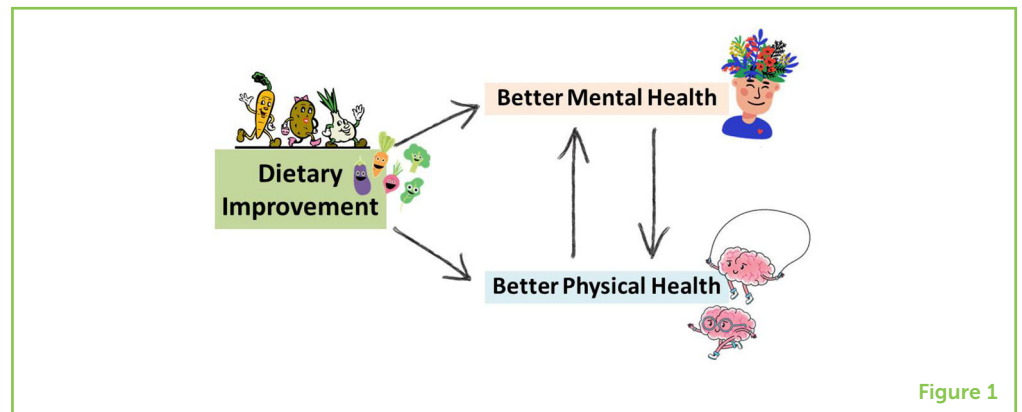 Better Mental Health
Dietary
Improvement
Better Physical Health
Figure 1